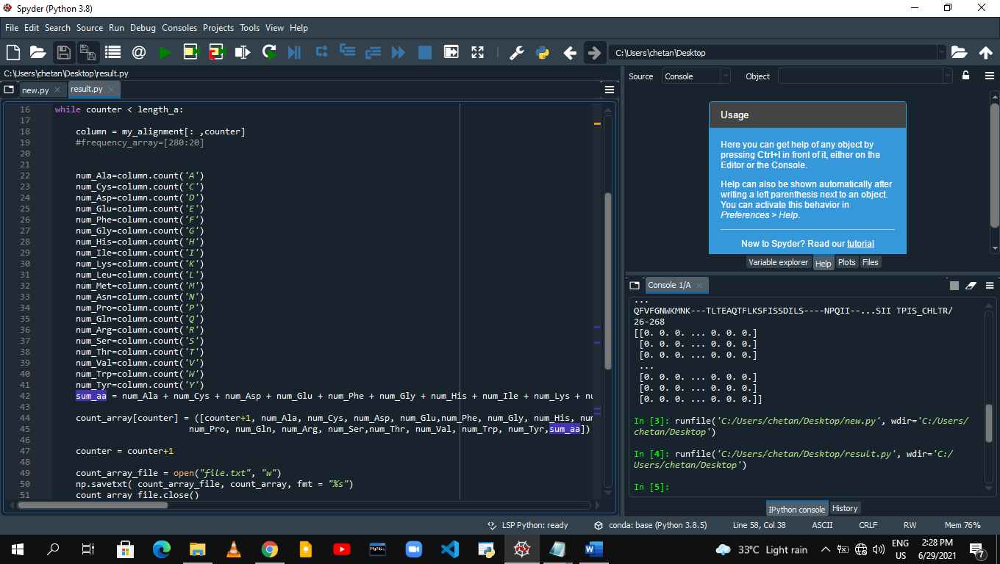 Spyder (Python 3.8)
File Edit Search Source Run Debug Consoles Projects Tools View Help
C:\Users\chetan\Desktop
C:\Users\chetan\Desktop\result.py
new.py
result.py
16 while counter < length_a:
17
18 column = my_alignment[: ,counter]
19 #frequency_array=[280:20]
20
21
22 num_Ala=column.count('A')
23 num_Cys=column.count('C')
24 num_Asp=column.count('D')
25 num_Glu=column.count('E')
26 num_Phe=column.count('F')
27 num_Gly=column.count('G')
28 num_His=column.count('H')
29 num_Ile=column.count('I')
30 num_Lys=column.count('K')
31 num_Leu=column.count('L')
32 num_Met=column.count('M')
33 num_Asn=column.count('N')
34 num_Pro=column.count('P')
35 num_Gln=column.count('Q')
36 num_Arg=column.count('R')
37 num_Ser=column.count('S')
38 num_Thr=column.count('T')
39 num_Val=column.count('V')
40 num_Trp=column.count('W')
41 num_Tyr=column.count('Y')
42 sum_aa = num_Ala + num_Cys + num_Asp + num_Glu + num_Phe + num_Gly + num_His + num_Ile + num_Lys + nu
43
44 count_array[counter] = ([counter+1, num_Ala, num_Cys, num_Asp, num_Glu,num_Phe, num_Gly, num_His, num
45 num_Pro, num_Gln, num_Arg, num_Ser,num_Thr, num_Val, num_Trp, num_Tyr,sum_aa])
46
47 counter = counter+1
48
49 count_array_file = open("file.txt", "w")
50 np.savetxt( count_array_file, count_array, fmt = "%s")
51 count_array_file.close()
Source Console Object
Usage
Here you can get help of any object by
pressing Ctrl+I in front of it, either on the
Editor or the Console.
Help can also be shown automatically after
writing a left parenthesis next to an object.
You can activate this behavior in
Preferences > Help.
New to Spyder? Read our tutorial
Variable explorer Help Plots Files
Console 1/A
...
QFVFGNWKMNK---TLTEAQTFLKSFISSDILS----NPQII--...SII TPIS_CHLTR/
26-268
[[0. 0. 0. ... 0. 0. 0.]
[0. 0. 0. ... 0. 0. 0.]
[0. 0. 0. ... 0. 0. 0.]
...
[0. 0. 0. ... 0. 0. 0.]
[0. 0. 0. ... 0. 0. 0.]
[0. 0. 0. ... 0. 0. 0.]]
In [3]: runfile('C:/Users/chetan/Desktop/new.py', wdir='C:/Users/
chetan/Desktop')
In [4]: runfile('C:/Users/chetan/Desktop/result.py', wdir='C:/
Users/chetan/Desktop')
In [5]:
IPython console History
LSP Python: ready conda: base (Python 3.8.5) Line 58, Col 38 ASCII CRLF RW Mem 76%
MySQL
W
33°C Light rain
ENG
US
2:28 PM
6/29/2021
7